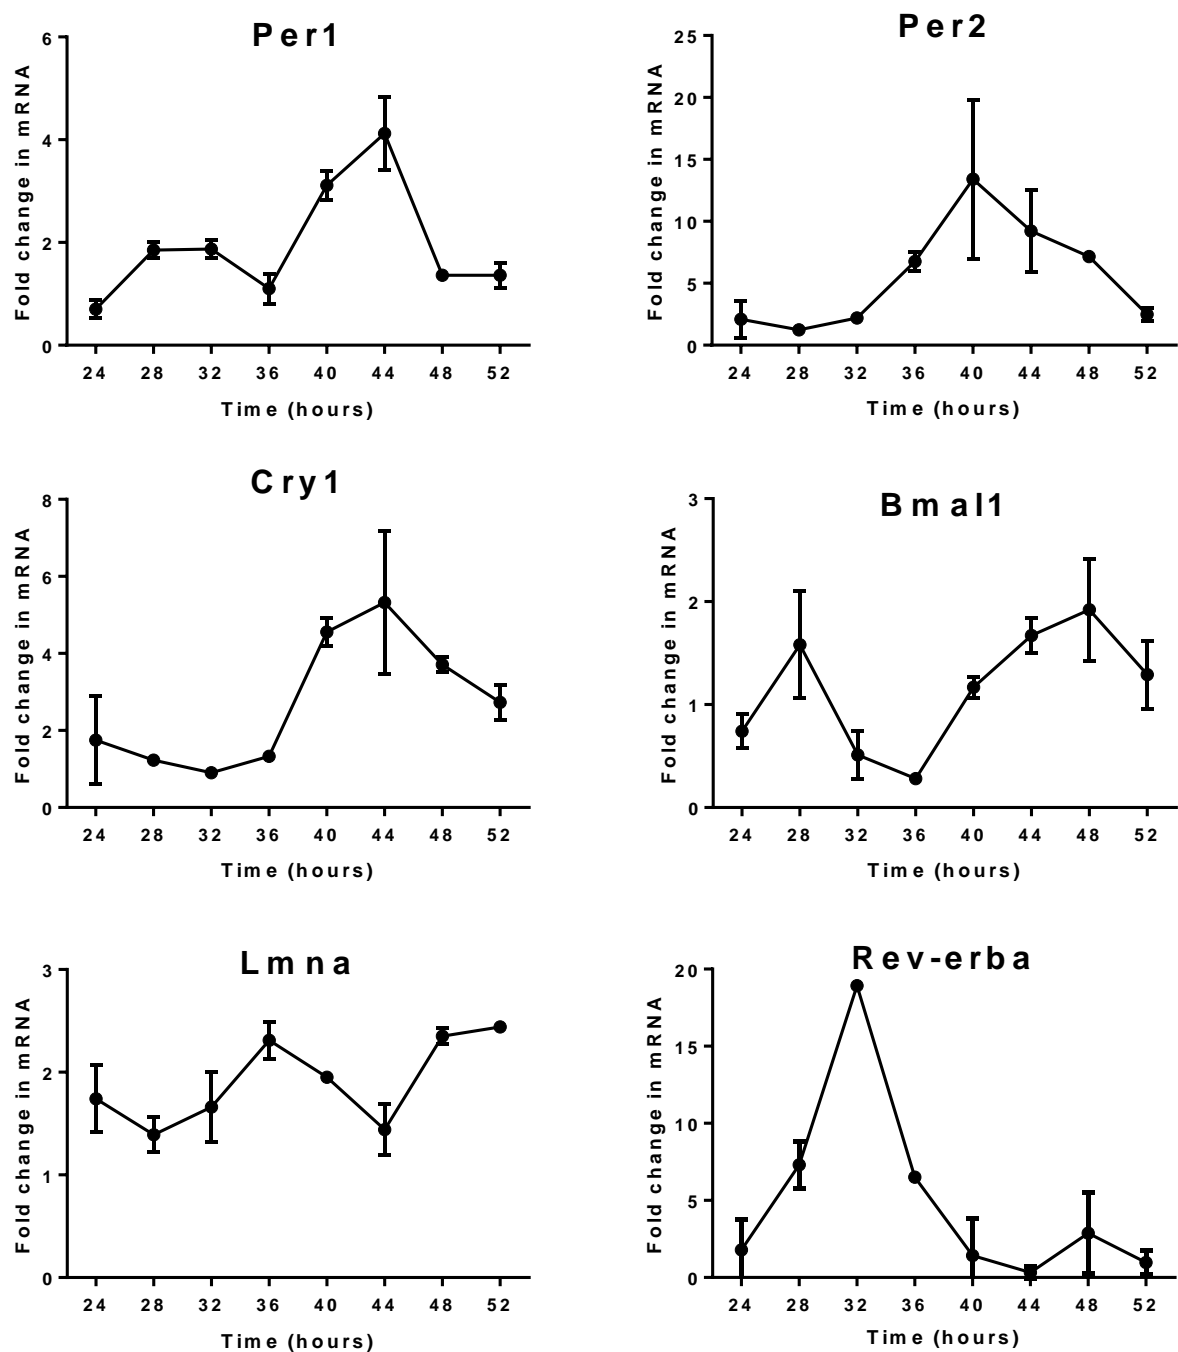 Per1
Fold change in mRNA
6
4
2
0
24 28 32 36 40 44 48 52
Time (hours)
Per2
Fold change in mRNA
25
20
15
10
5
0
24 28 32 36 40 44 48 52
Time (hours)
Cry1
Fold change in mRNA
8
6
4
2
0
24 28 32 36 40 44 48 52
Time (hours)
Bmal1
Fold change in mRNA
3
2
1
0
24 28 32 36 40 44 48 52
Time (hours)
Lmna
Fold change in mRNA
3
2
1
0
24 28 32 36 40 44 48 52
Time (hours)
Rev-erba
Fold change in mRNA
20
15
10
5
0
24 28 32 36 40 44 48 52
Time (hours)